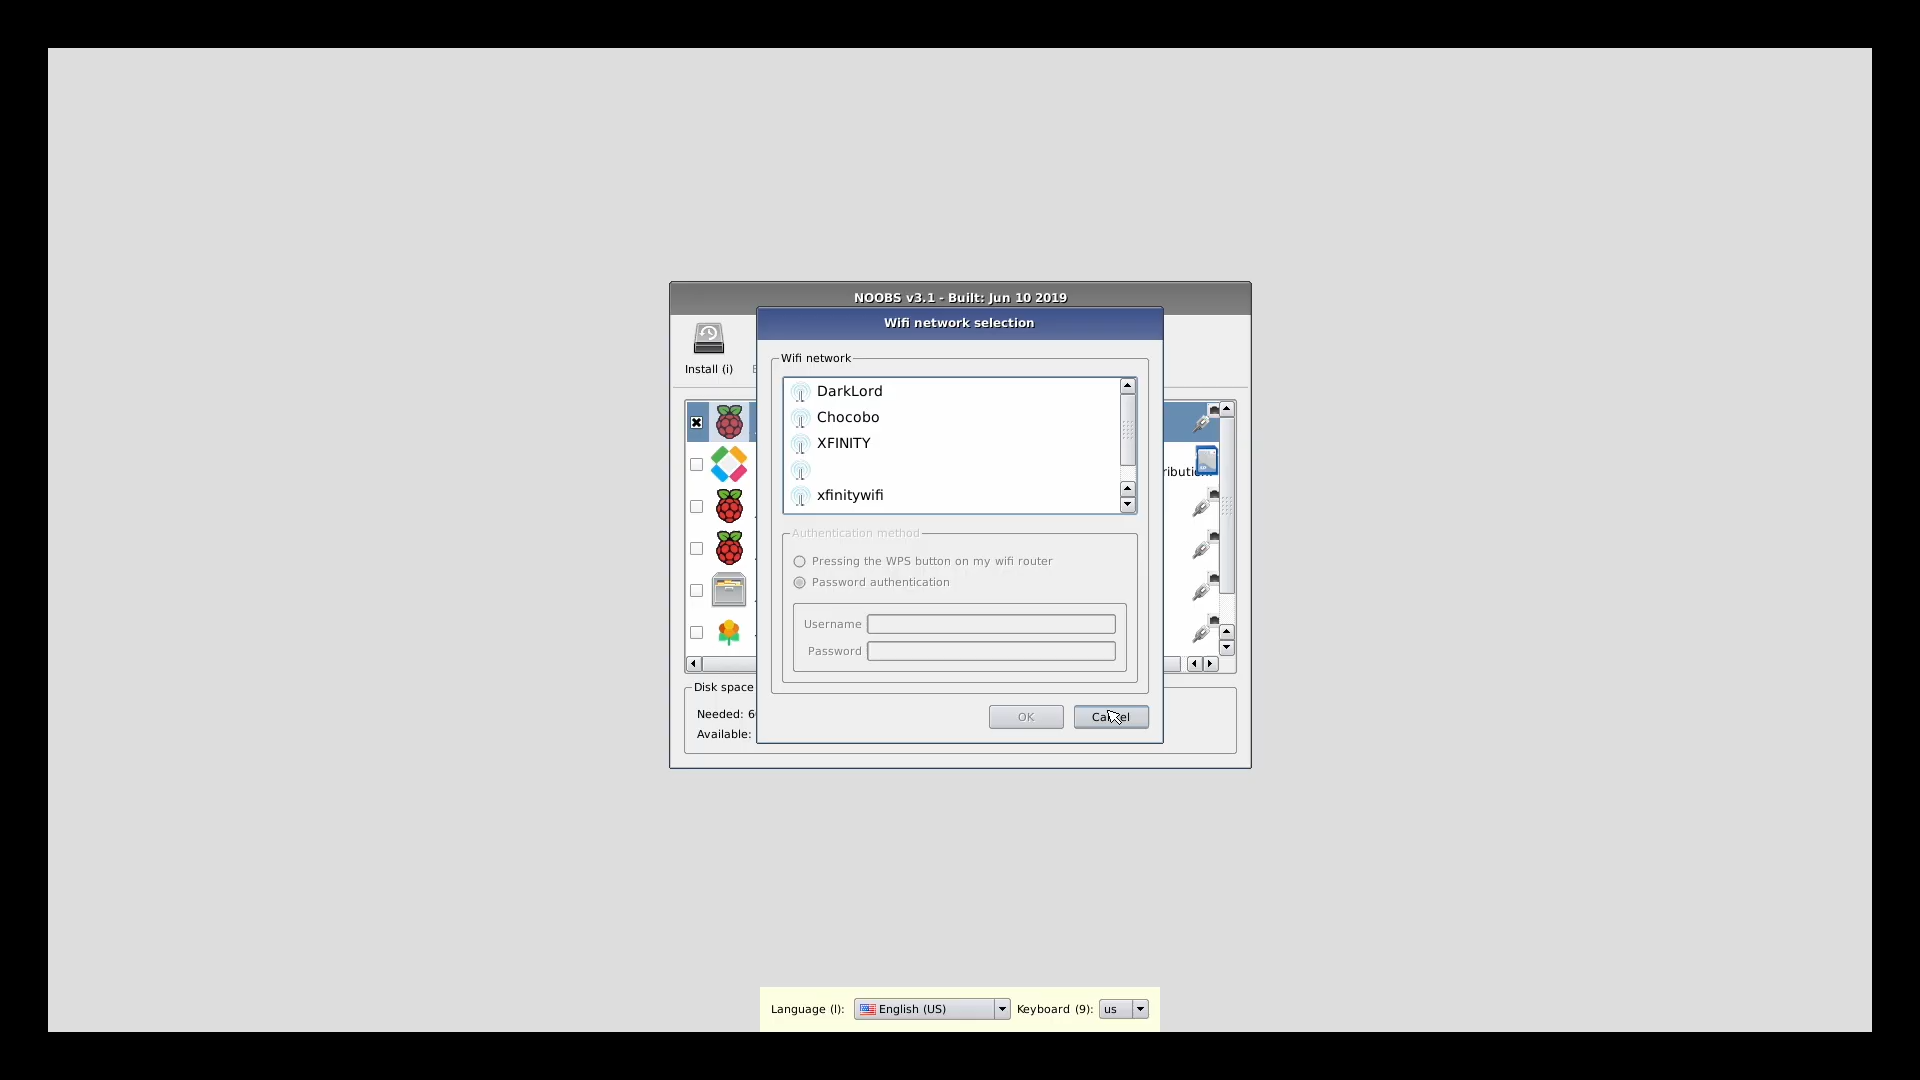 NOOBS v3.1 - Built: Jun 10 2019
Wifi network selection
Install (i)
Wifi network
DarkLord
Chocobo
XFINITY
xfinitywifi
Authentication method
Pressing the WPS button on my wifi router
Password authentication
Username
Password
OK
Cancel
Disk space
Needed: 6
Available:
Language (l): English (US) Keyboard (9): us